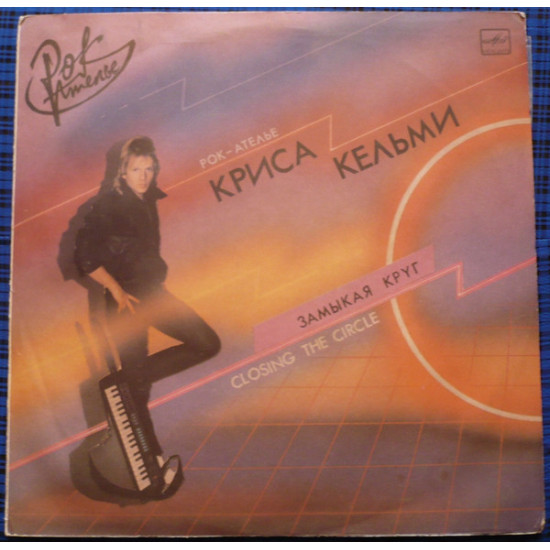 Рок
Ателье
РОК-АТЕЛЬЕ
КРИСА КЕЛЬМИ
ЗАМЫКАЯ КРУГ
CLOSING THE CIRCLE